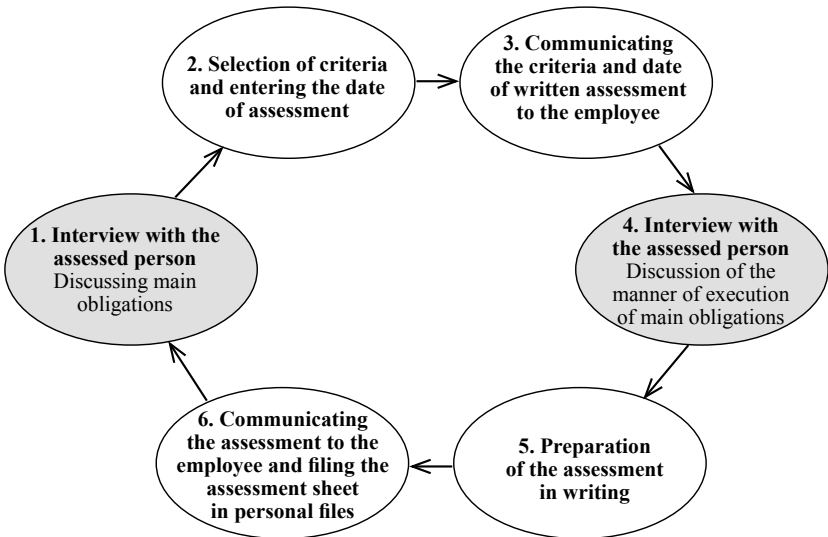 1. Interview with the
assessed person
Discussing main
obligations
2. Selection of criteria
and entering the date
of assessment
3. Communicating
the criteria and date
of written assessment
to the employee
4. Interview with
the assessed person
Discussion of the
manner of execution
of main obligations
5. Preparation
of the assessment
in writing
6. Communicating
the assessment to the
employee and filing the
assessment sheet
in personal files